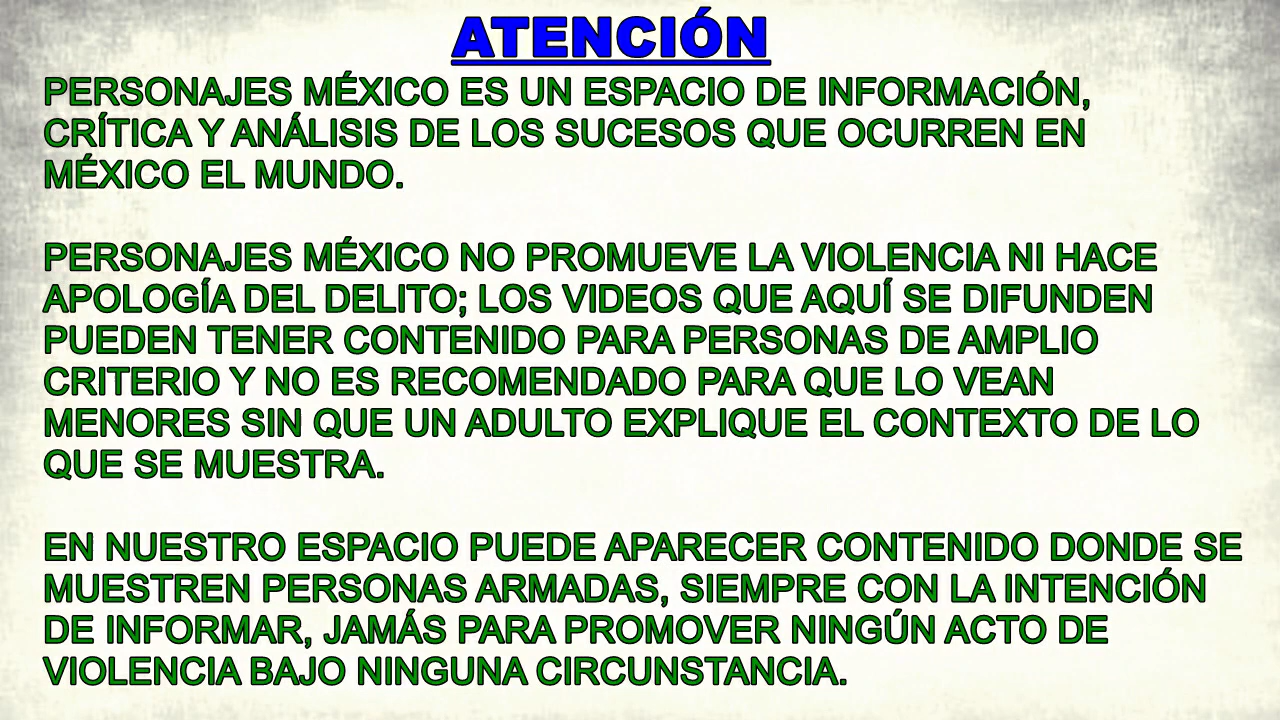 ATENCIÓN
PERSONAJES MÉXICO ES UN ESPACIO DE INFORMACIÓN,
CRÍTICA Y ANÁLISIS DE LOS SUCESOS QUE OCURREN EN
MÉXICO EL MUNDO.
PERSONAJES MÉXICO NO PROMUEVE LA VIOLENCIA NI HACE
APOLOGÍA DEL DELITO; LOS VIDEOS QUE AQUÍ SE DIFUNDEN
PUEDEN TENER CONTENIDO PARA PERSONAS DE AMPLIO
CRITERIO Y NO ES RECOMENDADO PARA QUE LO VEAN
MENORES SIN QUE UN ADULTO EXPLIQUE EL CONTEXTO DE LO
QUE SE MUESTRA.
EN NUESTRO ESPACIO PUEDE APARECER CONTENIDO DONDE SE
MUESTREN PERSONAS ARMADAS, SIEMPRE CON LA INTENCIÓN
DE INFORMAR, JAMÁS PARA PROMOVER NINGÚN ACTO DE
VIOLENCIA BAJO NINGUNA CIRCUNSTANCIA.